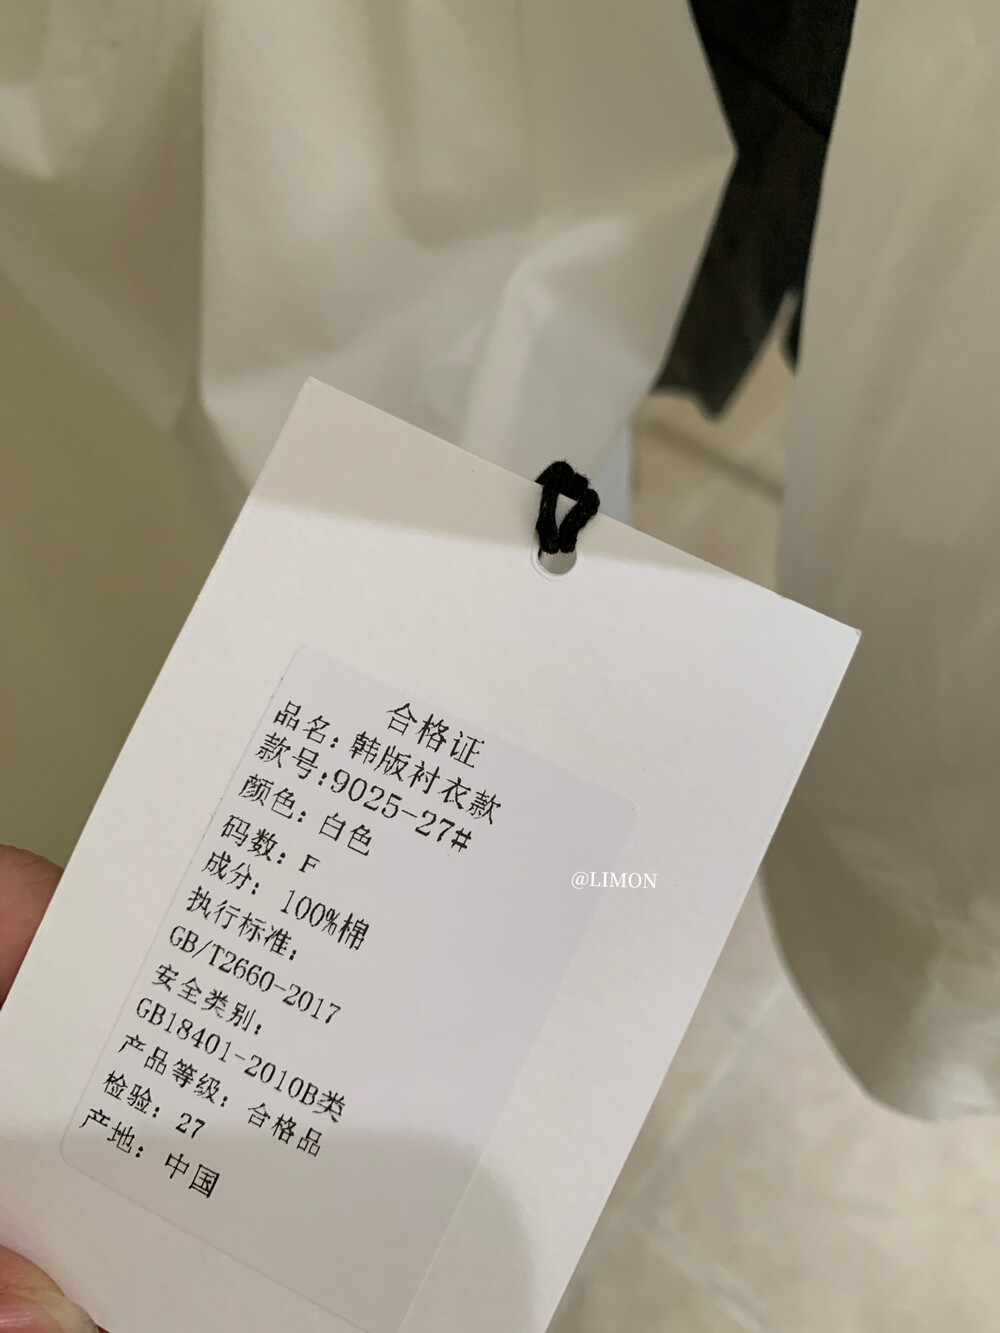 合格证
品名：韩版衬衣款
款号：9025-27#
颜色：白色
码数：F
成分：100%棉
执行标准：
GB/T2660-2017
安全类别：
GB18401-2010B类
产品等级：合格品
检验：27
产地：中国
@LIMON